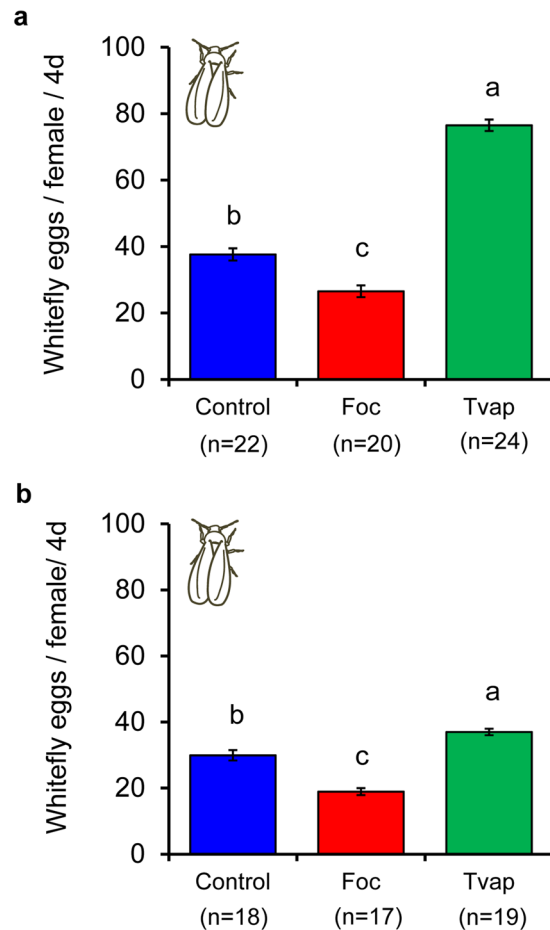 a
Whitefly eggs / female / 4d
100
80
60
40
20
0
b
c
a
Control
Foc
Tvap
(n=22)
(n=20)
(n=24)
b
Whitefly eggs / female/ 4d
100
80
60
40
20
0
b
c
a
Control
Foc
Tvap
(n=18)
(n=17)
(n=19)